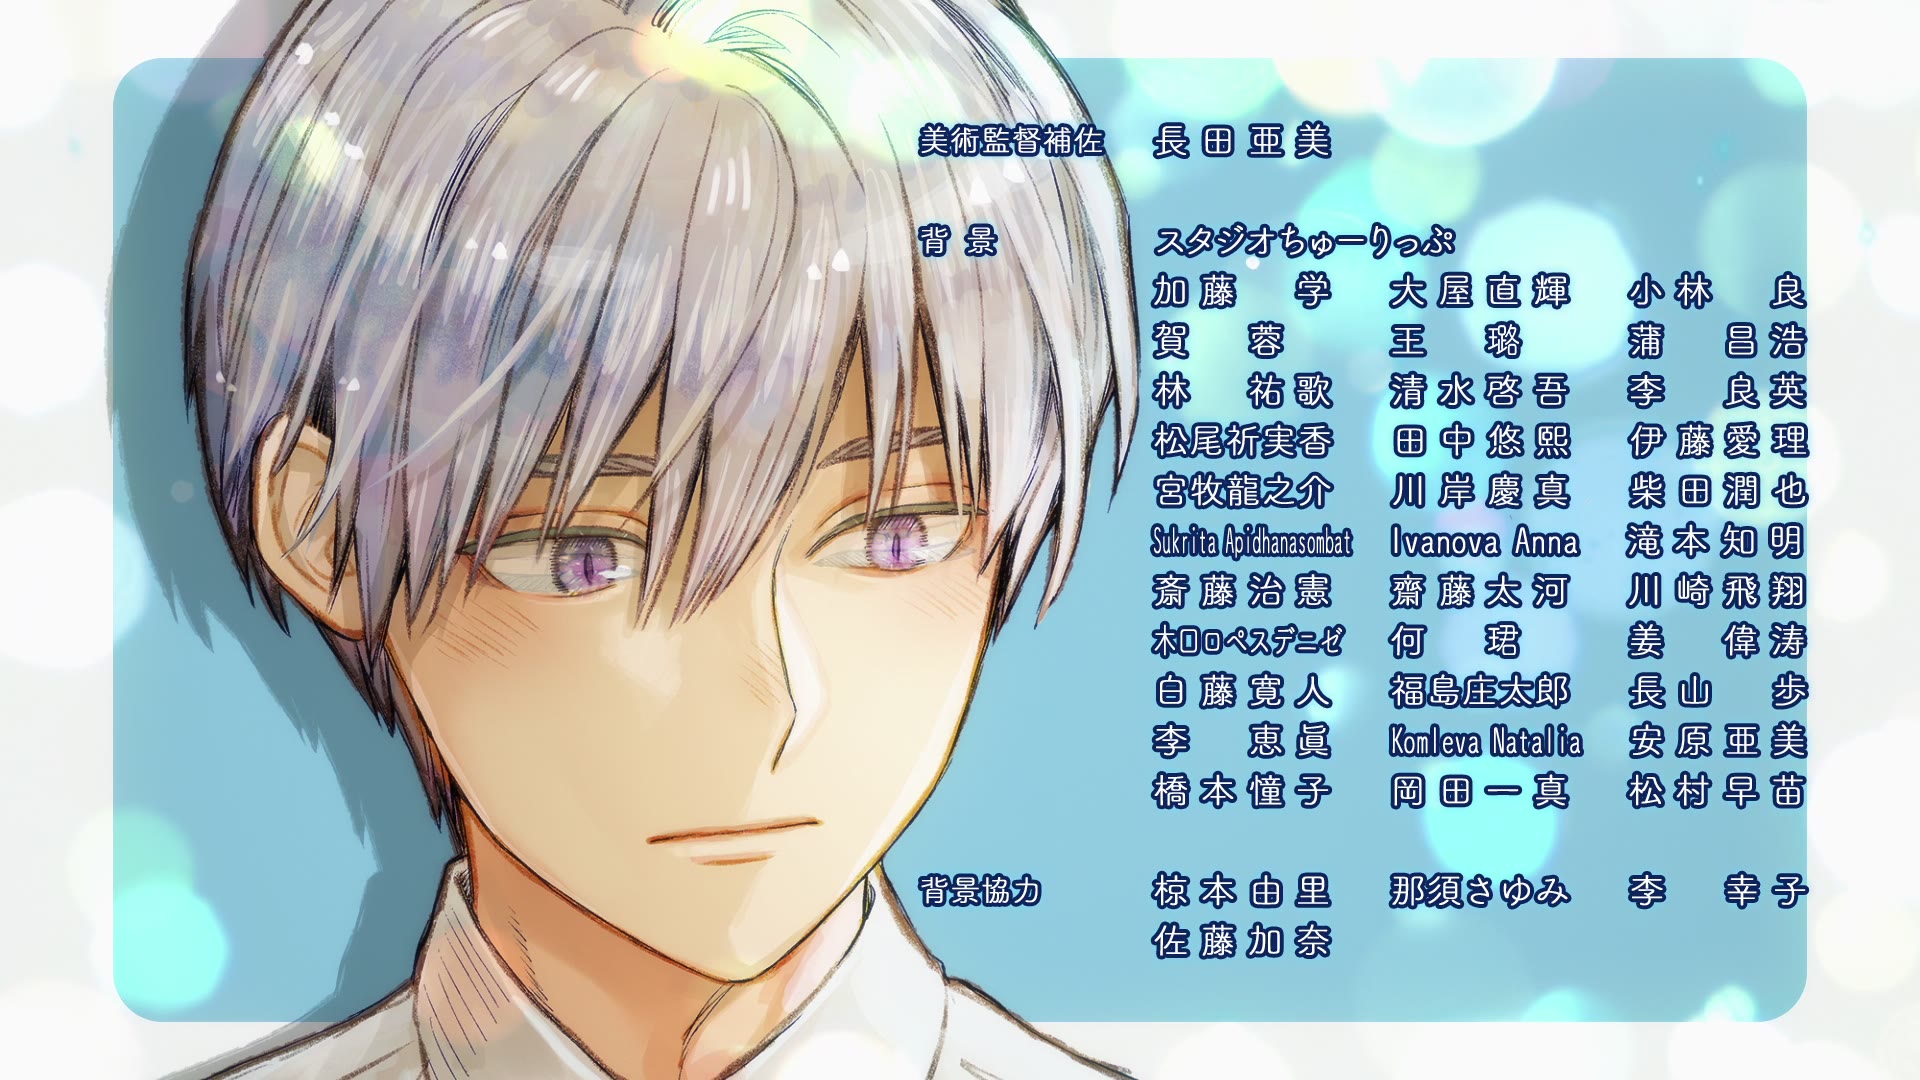 美術監督補佐 長田亜美
背景 スタジオちゅーりっぷ
加藤 学 大屋直輝 小林 良
賀 蓉 王 璐 蒲 昌浩
林 祐歌 清水啓吾 李 良英
松尾祈実香 田中悠熙 伊藤愛理
宮牧龍之介 川岸慶真 柴田潤也
Sukrita Apidhanasombat Ivanova Anna 滝本知明
斎藤治憲 齋藤太河 川崎飛翔
木口ロペスデニゼ 何 珺 姜 偉涛
白藤寛人 福島庄太郎 長山 歩
李 恵眞 Komleva Natalia 安原亜美
橋本憧子 岡田一真 松村早苗
背景協力 椋本由里 那須さゆみ 李 幸子
佐藤加奈